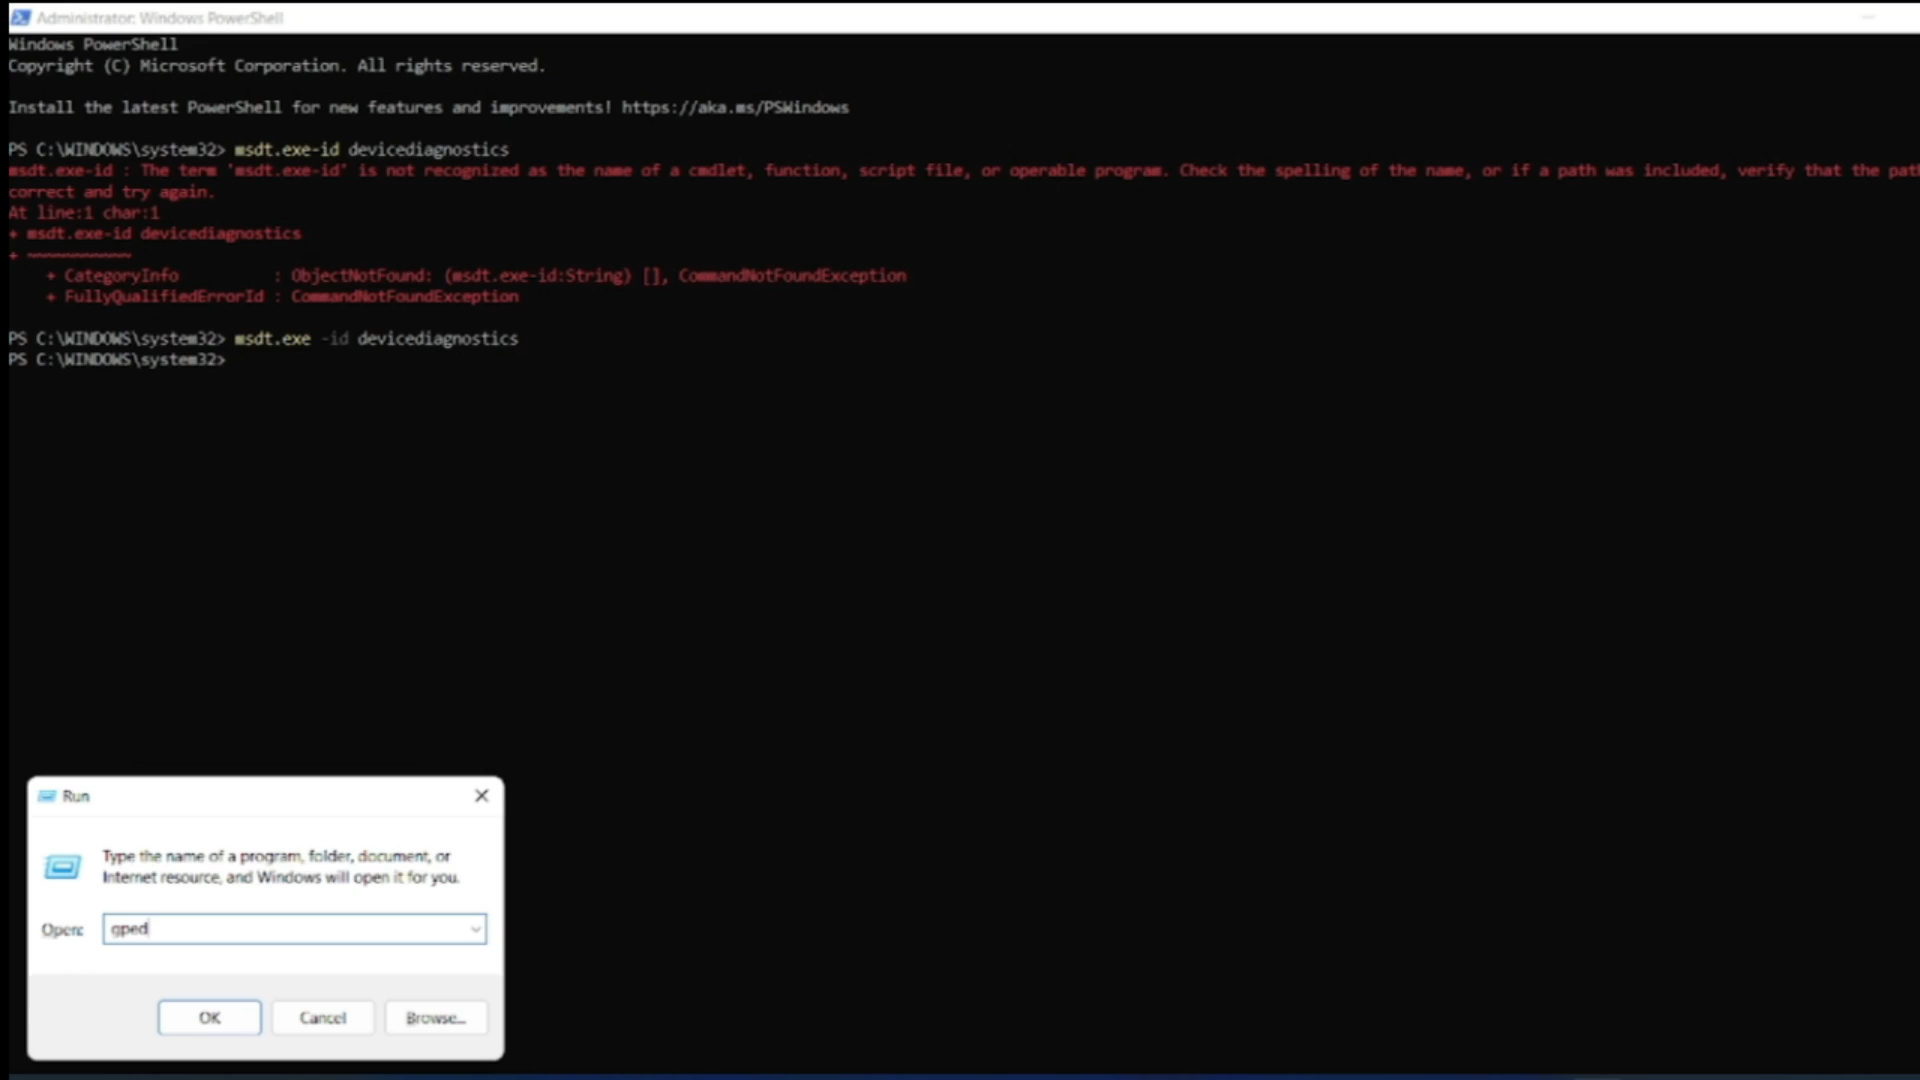 Administrator: Windows PowerShell
Windows PowerShell
Copyright (C) Microsoft Corporation. All rights reserved.
Install the latest PowerShell for new features and improvements! https://aka.ms/PSWindows
PS C:\WINDOWS\system32> msdt.exe-id devicediagnostics
msdt.exe-id : The term 'msdt.exe-id' is not recognized as the name of a cmdlet, function, script file, or operable program. Check the spelling of the name, or if a path was included, verify that the path
correct and try again.
At line:1 char:1
+ msdt.exe-id devicediagnostics
+ ~~~~~~~~~~~
+ CategoryInfo : ObjectNotFound: (msdt.exe-id:String) [], CommandNotFoundException
+ FullyQualifiedErrorId : CommandNotFoundException
PS C:\WINDOWS\system32> msdt.exe -id devicediagnostics
PS C:\WINDOWS\system32>
Run
Type the name of a program, folder, document, or
Internet resource, and Windows will open it for you.
Open: gped
OK Cancel Browse...